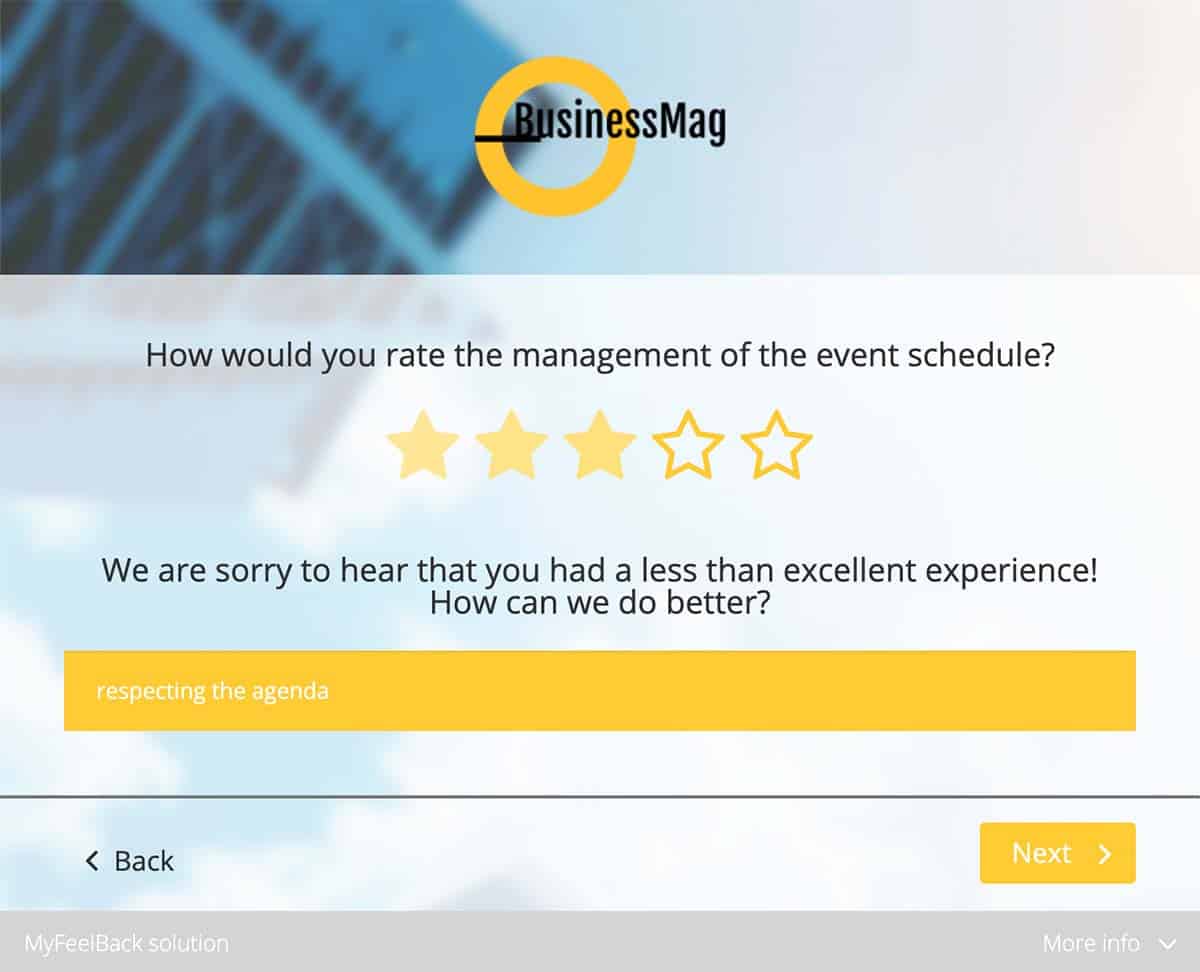 BusinessMag
How would you rate the management of the event schedule?
We are sorry to hear that you had a less than excellent experience!
How can we do better?
respecting the agenda
Back
Next
MyFeelBack solution
More info